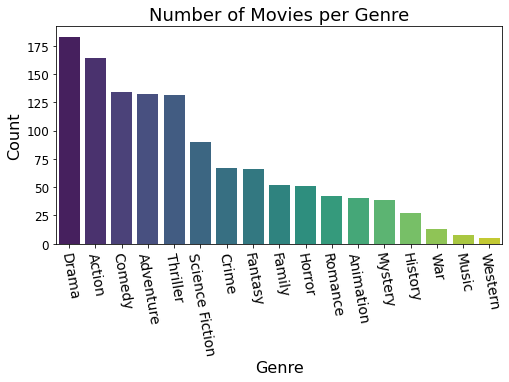 Number of Movies per Genre
Count
175
150
125
100
75
50
25
0
Drama
Action
Comedy
Adventure
Thriller
Science Fiction
Crime
Fantasy
Family
Horror
Romance
Animation
Mystery
History
War
Music
Western
Genre